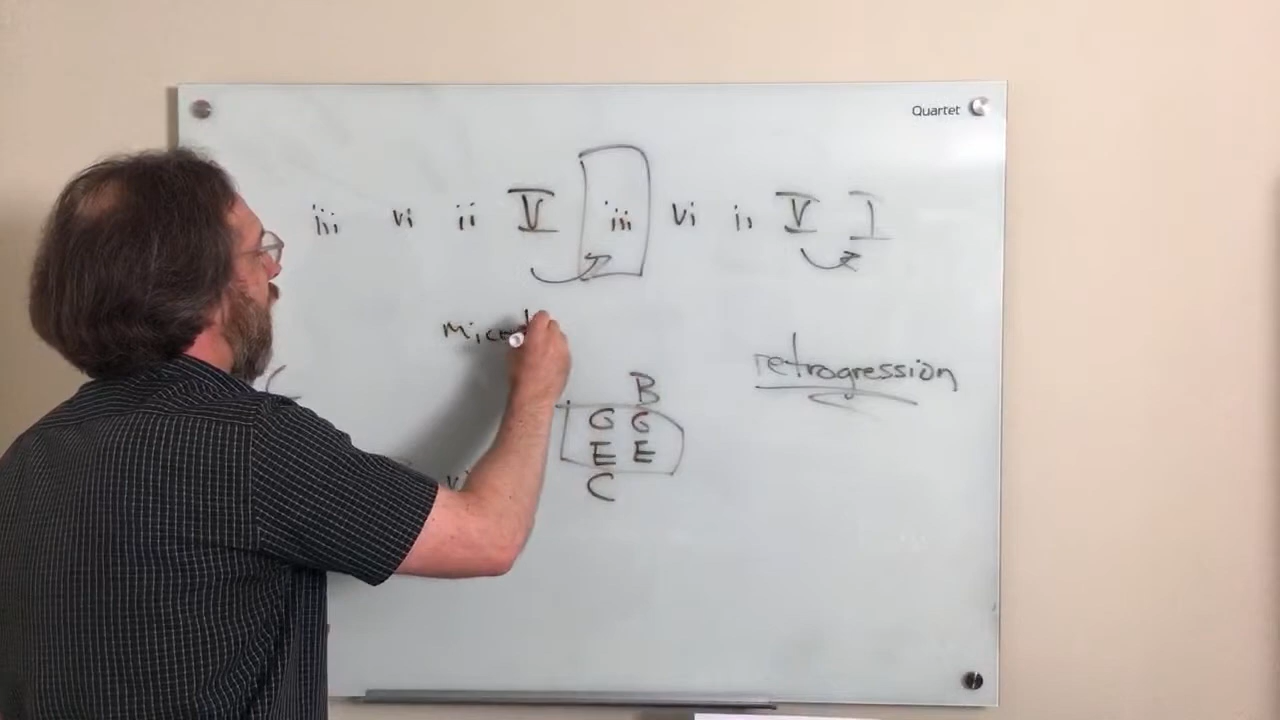 Quartet
iii vi ii V iii vi ii V I
retrogression
B
G G
E E
C